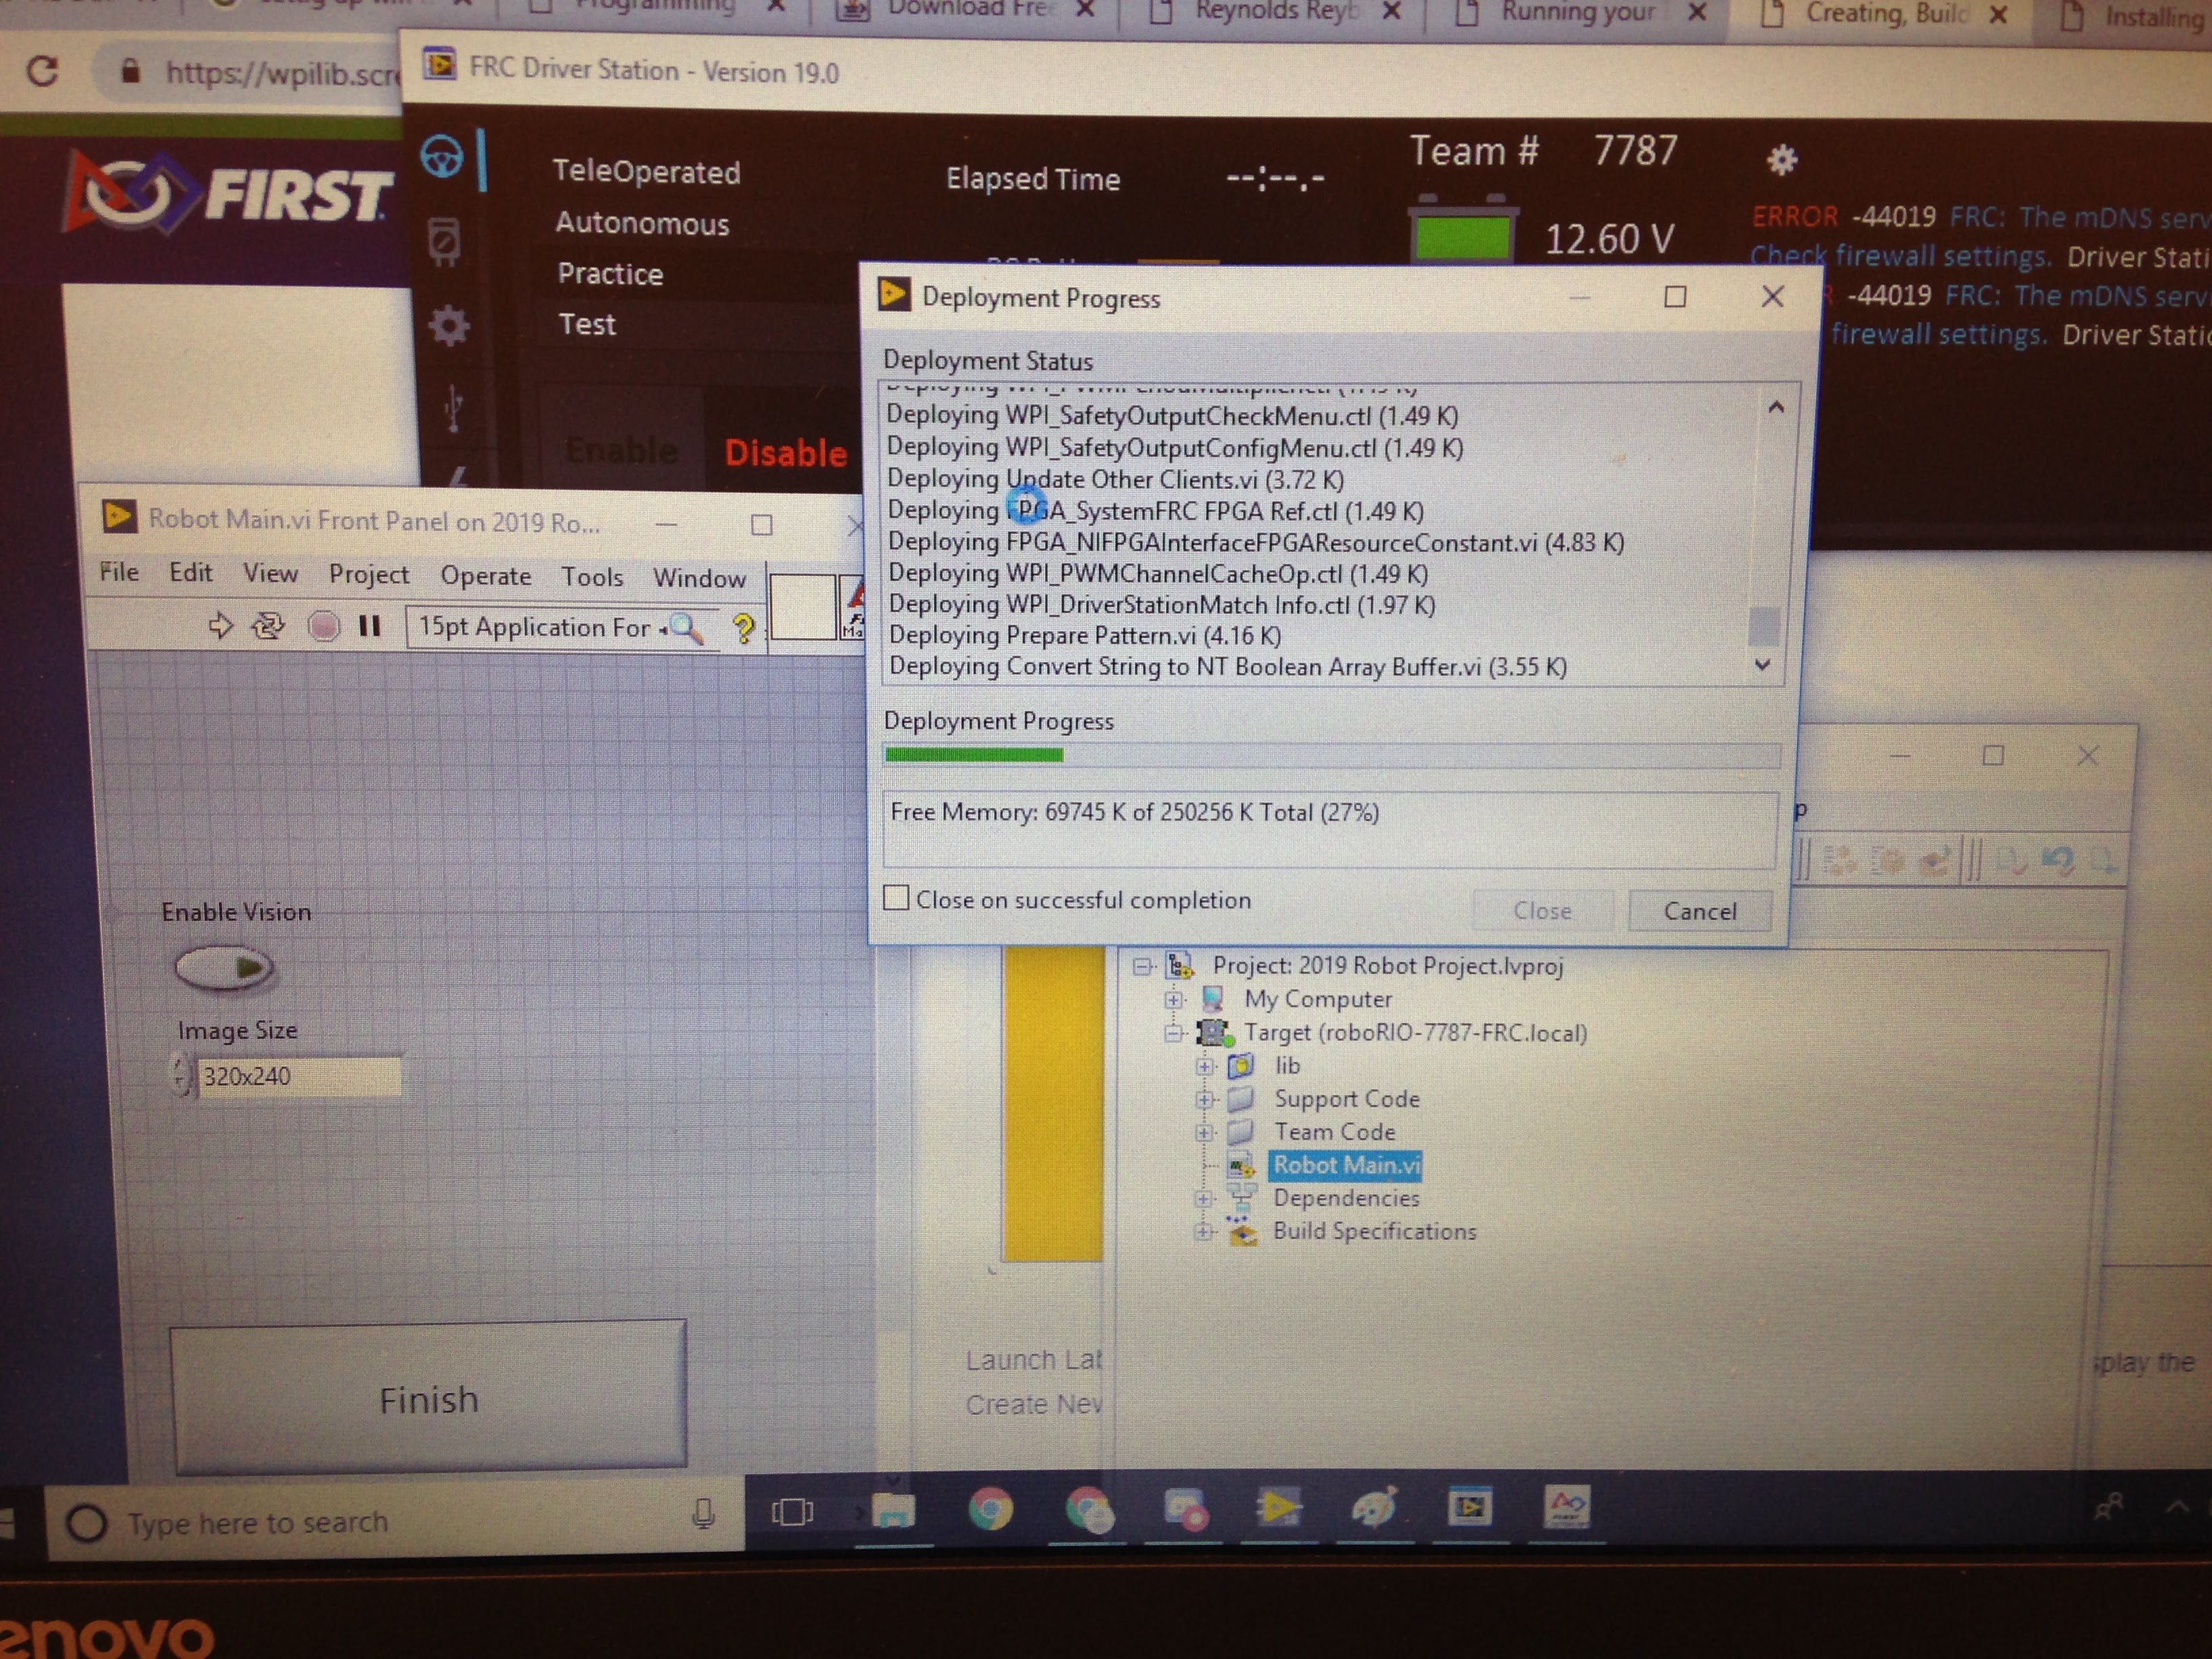 Programming
Download Free
Reynolds Reyb
Running your
Creating, Build
Installing
https://wpilib.scre
FRC Driver Station - Version 19.0
FIRST
TeleOperated
Autonomous
Practice
Test
Elapsed Time --:--.-
Team # 7787
12.60 V
ERROR -44019 FRC: The mDNS serv
Check firewall settings. Driver Stati
-44019 FRC: The mDNS servi
firewall settings. Driver Statio
Enable
Disable
Deployment Progress
Deployment Status
Deploying WPI_SafetyOutputCheckMenu.ctl (1.49 K)
Deploying WPI_SafetyOutputConfigMenu.ctl (1.49 K)
Deploying Update Other Clients.vi (3.72 K)
Deploying FPGA_SystemFRC FPGA Ref.ctl (1.49 K)
Deploying FPGA_NIFPGAInterfaceFPGAResourceConstant.vi (4.83 K)
Deploying WPI_PWMChannelCacheOp.ctl (1.49 K)
Deploying WPI_DriverStationMatch Info.ctl (1.97 K)
Deploying Prepare Pattern.vi (4.16 K)
Deploying Convert String to NT Boolean Array Buffer.vi (3.55 K)
Deployment Progress
Free Memory: 69745 K of 250256 K Total (27%)
Close on successful completion
Close
Cancel
Robot Main.vi Front Panel on 2019 Ro...
File Edit View Project Operate Tools Window
15pt Application For
Enable Vision
Image Size
320x240
Finish
p
Project: 2019 Robot Project.lvproj
My Computer
Target (roboRIO-7787-FRC.local)
lib
Support Code
Team Code
Robot Main.vi
Dependencies
Build Specifications
Launch Lab
Create New
splay the
Type here to search
enovo